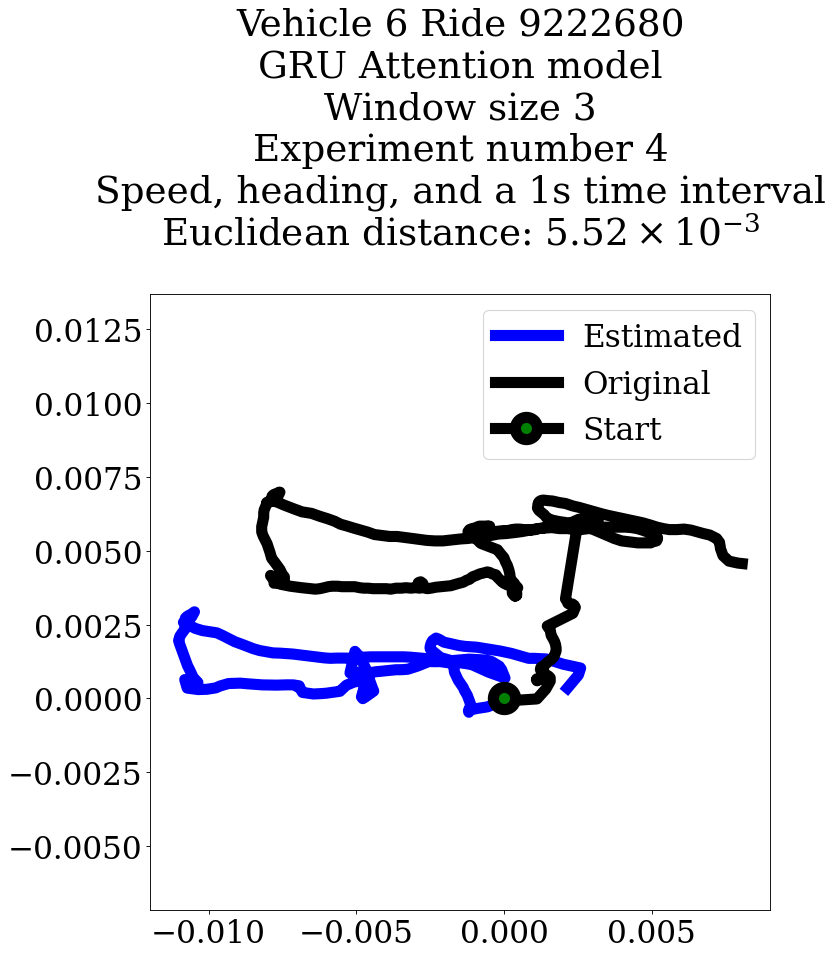 Vehicle 6 Ride 9222680
GRU Attention model
Window size 3
Experiment number 4
Speed, heading, and a 1s time interval
Euclidean distance: 5.52 × 10⁻³
Estimated
Original
Start
0.0125
0.0100
0.0075
0.0050
0.0025
0.0000
−0.0025
−0.0050
−0.010 −0.005 0.000 0.005